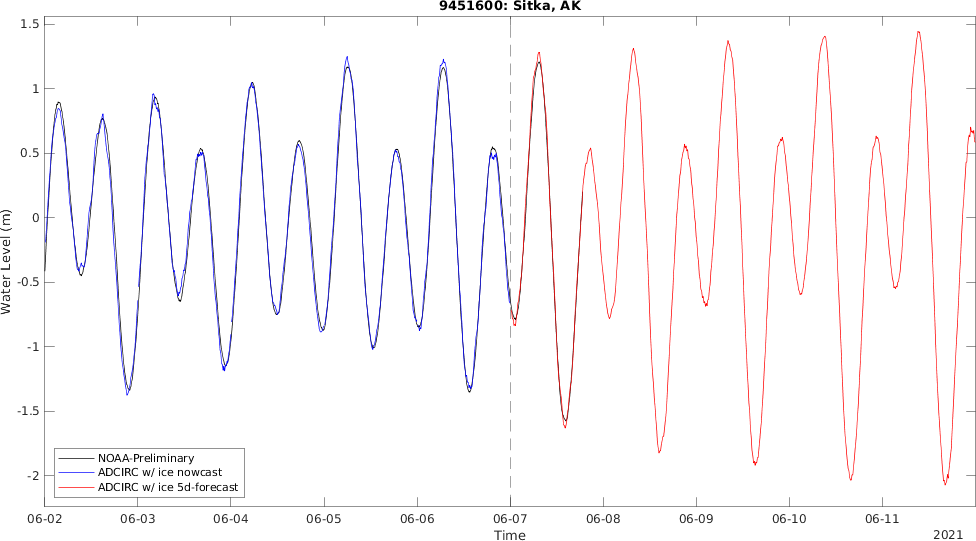 9451600: Sitka, AK
1.5
1
0.5
0
-0.5
-1
-1.5
-2
Water Level (m)
NOAA-Preliminary
ADCIRC w/ ice nowcast
ADCIRC w/ ice 5d-forecast
06-02 06-03 06-04 06-05 06-06 06-07 06-08 06-09 06-10 06-11
Time
2021